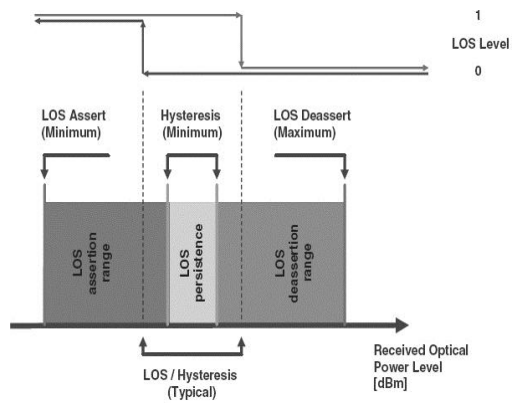 1
LOS Level
0
LOS Assert
(Minimum)
Hysteresis
(Minimum)
LOS Deassert
(Maximum)
LOS
assertion
range
LOS
persistence
LOS
deassertion
range
Received Optical
Power Level
[dBm]
LOS / Hysteresis
(Typical)